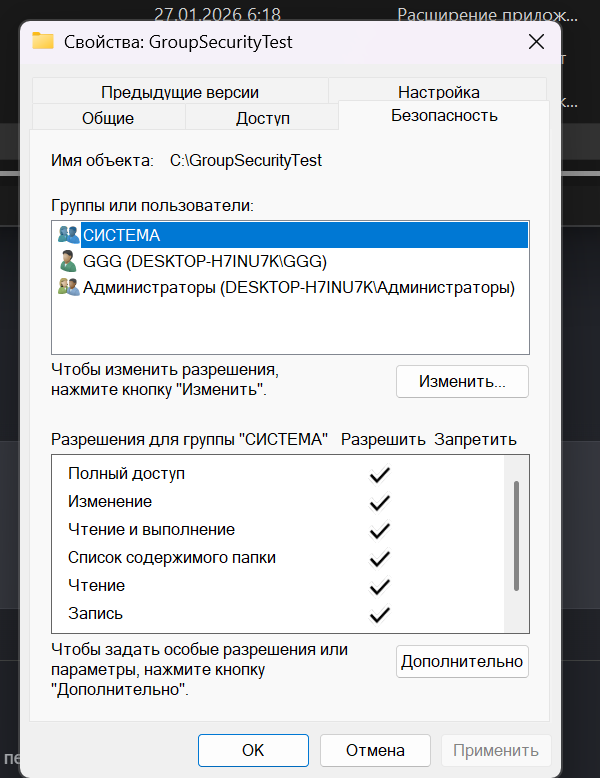 27.01.2026 6:18 Расширение прилож...
Свойства: GroupSecurityTest
Предыдущие версии Настройка
Общие Доступ Безопасность
Имя объекта: C:\GroupSecurityTest
Группы или пользователи:
СИСТЕМА
GGG (DESKTOP-H7INU7K\GGG)
Администраторы (DESKTOP-H7INU7K\Администраторы)
Чтобы изменить разрешения,
нажмите кнопку "Изменить".
Изменить...
Разрешения для группы "СИСТЕМА" Разрешить Запретить
Полный доступ
Изменение
Чтение и выполнение
Список содержимого папки
Чтение
Запись
Чтобы задать особые разрешения или
параметры, нажмите кнопку
"Дополнительно".
Дополнительно
OK Отмена Применить